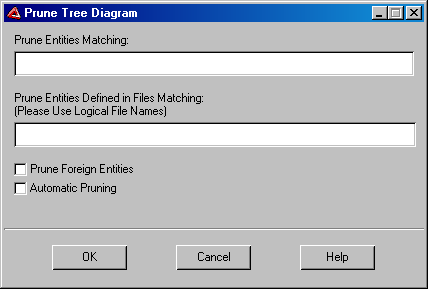 Prune Tree Diagram
Prune Entities Matching:
Prune Entities Defined in Files Matching:
(Please Use Logical File Names)
Prune Foreign Entities
Automatic Pruning
OK
Cancel
Help